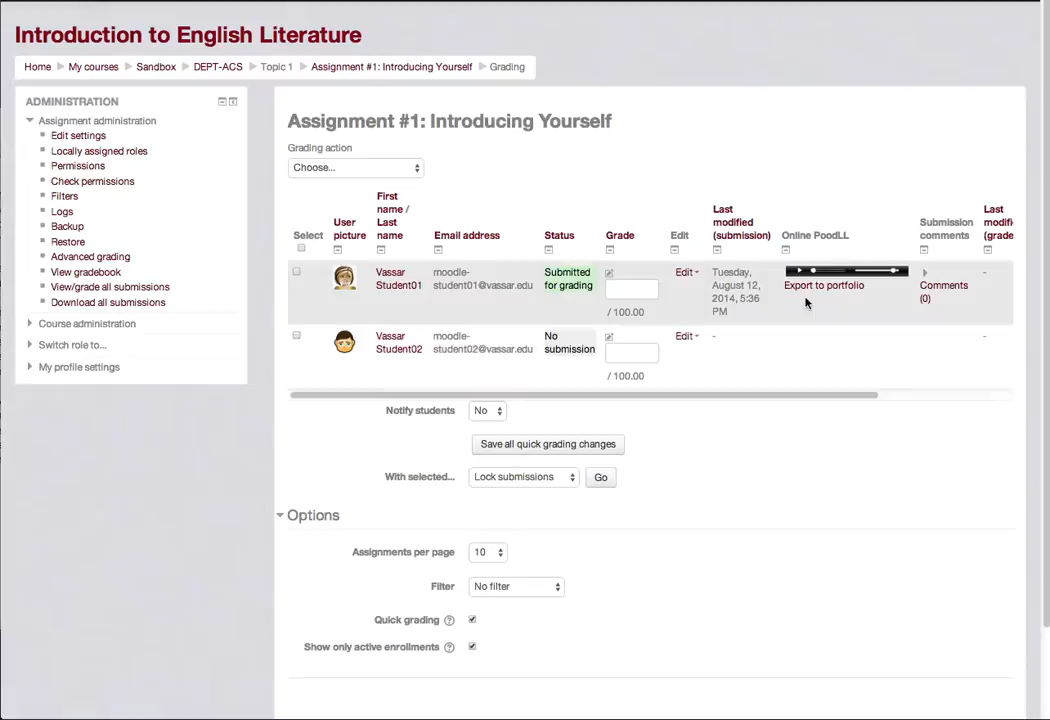 Introduction to English Literature
Home My courses Sandbox DEPT-ACS Topic 1 Assignment #1: Introducing Yourself Grading
ADMINISTRATION
Assignment administration
Edit settings
Locally assigned roles
Permissions
Check permissions
Filters
Logs
Backup
Restore
Advanced grading
View gradebook
View/grade all submissions
Download all submissions
Course administration
Switch role to...
My profile settings
Assignment #1: Introducing Yourself
Grading action
Choose...
Select
User
picture
First
name /
Last
name
Email address
Status
Grade
Edit
Last
modified
(submission)
Online PoodLL
Submission
comments
Last
modifi
(grade
Vassar
Student01
moodle-
student01@vassar.edu
Submitted
for grading
/ 100.00
Edit
Tuesday,
August 12,
2014, 5:36
PM
Export to portfolio
Comments
(0)
-
Vassar
Student02
moodle-
student02@vassar.edu
No
submission
/ 100.00
Edit
-
-
Notify students No
Save all quick grading changes
With selected... Lock submissions Go
Options
Assignments per page 10
Filter No filter
Quick grading ?
Show only active enrollments ?